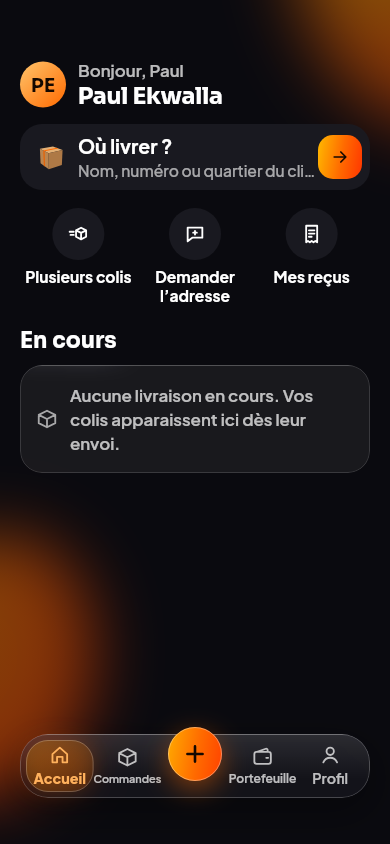 PE
Bonjour, Paul
Paul Ekwalla
Où livrer ?
Nom, numéro ou quartier du cli…
Plusieurs colis
Demander
l’adresse
Mes reçus
En cours
Aucune livraison en cours. Vos
colis apparaissent ici dès leur
envoi.
Accueil
Commandes
Portefeuille
Profil